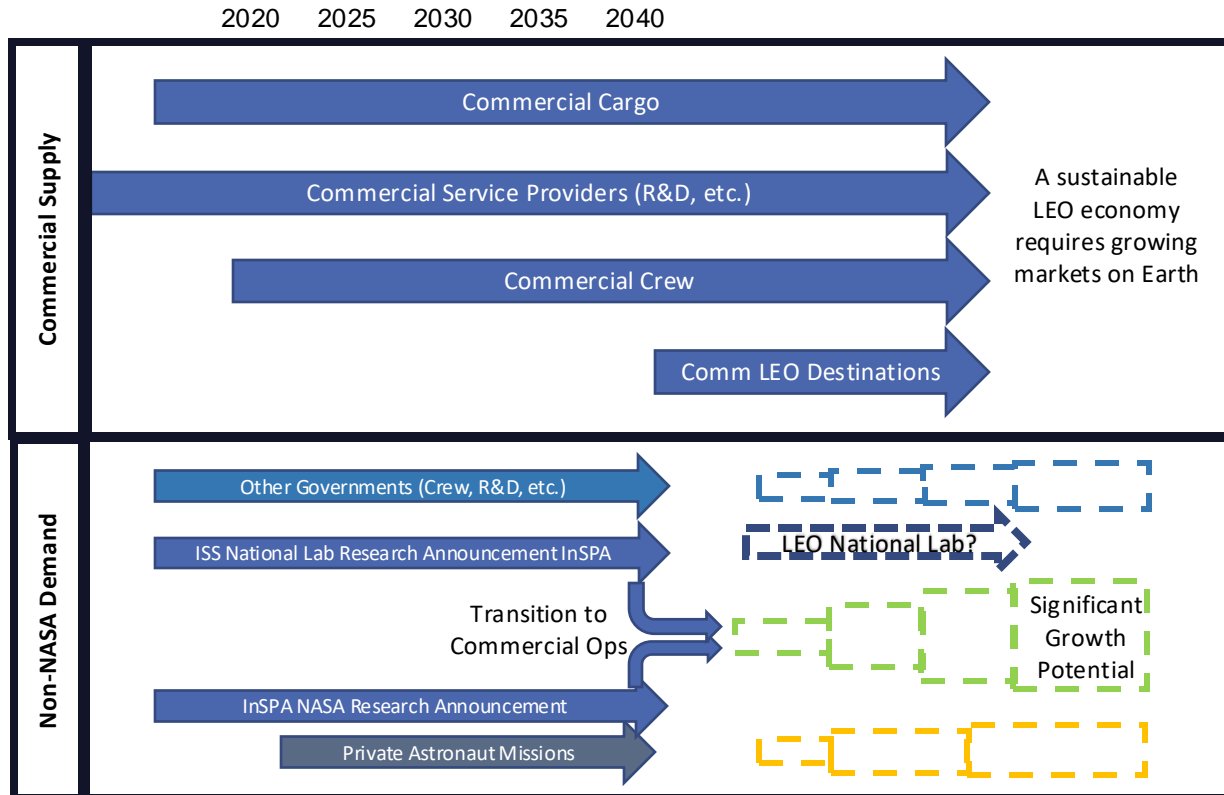 2020 2025 2030 2035 2040
Commercial Supply
Commercial Cargo
Commercial Service Providers (R&D, etc.)
Commercial Crew
Comm LEO Destinations
A sustainable
LEO economy
requires growing
markets on Earth
Non-NASA Demand
Other Governments (Crew, R&D, etc.)
ISS National Lab Research Announcement InSPA
LEO National Lab?
Transition to
Commercial Ops
Significant
Growth
Potential
InSPA NASA Research Announcement
Private Astronaut Missions